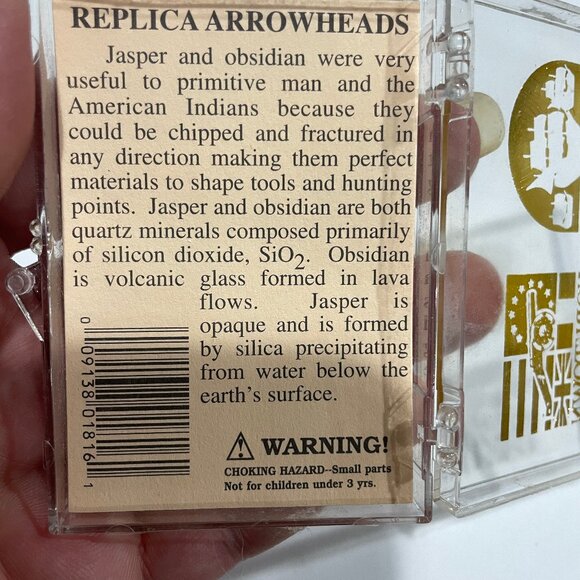 REPLICA ARROWHEADS
Jasper and obsidian were very
useful to primitive man and the
American Indians because they
could be chipped and fractured in
any direction making them perfect
materials to shape tools and hunting
points. Jasper and obsidian are both
quartz minerals composed primarily
of silicon dioxide, SiO2. Obsidian
is volcanic glass formed in lava
flows. Jasper is
opaque and is formed
by silica precipitating
from water below the
earth's surface.
0 09138 01816 1
WARNING!
CHOKING HAZARD--Small parts
Not for children under 3 yrs.